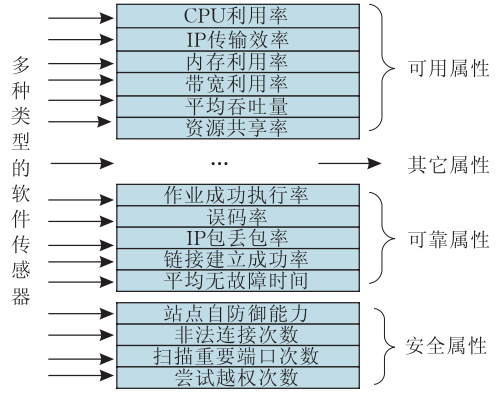 多种类型的软件传感器
CPU利用率
IP传输效率
内存利用率
带宽利用率
平均吞吐量
资源共享率
可用属性
...
其它属性
作业成功执行率
误码率
IP包丢包率
链接建立成功率
平均无故障时间
可靠属性
站点自防御能力
非法连接次数
扫描重要端口次数
尝试越权次数
安全属性